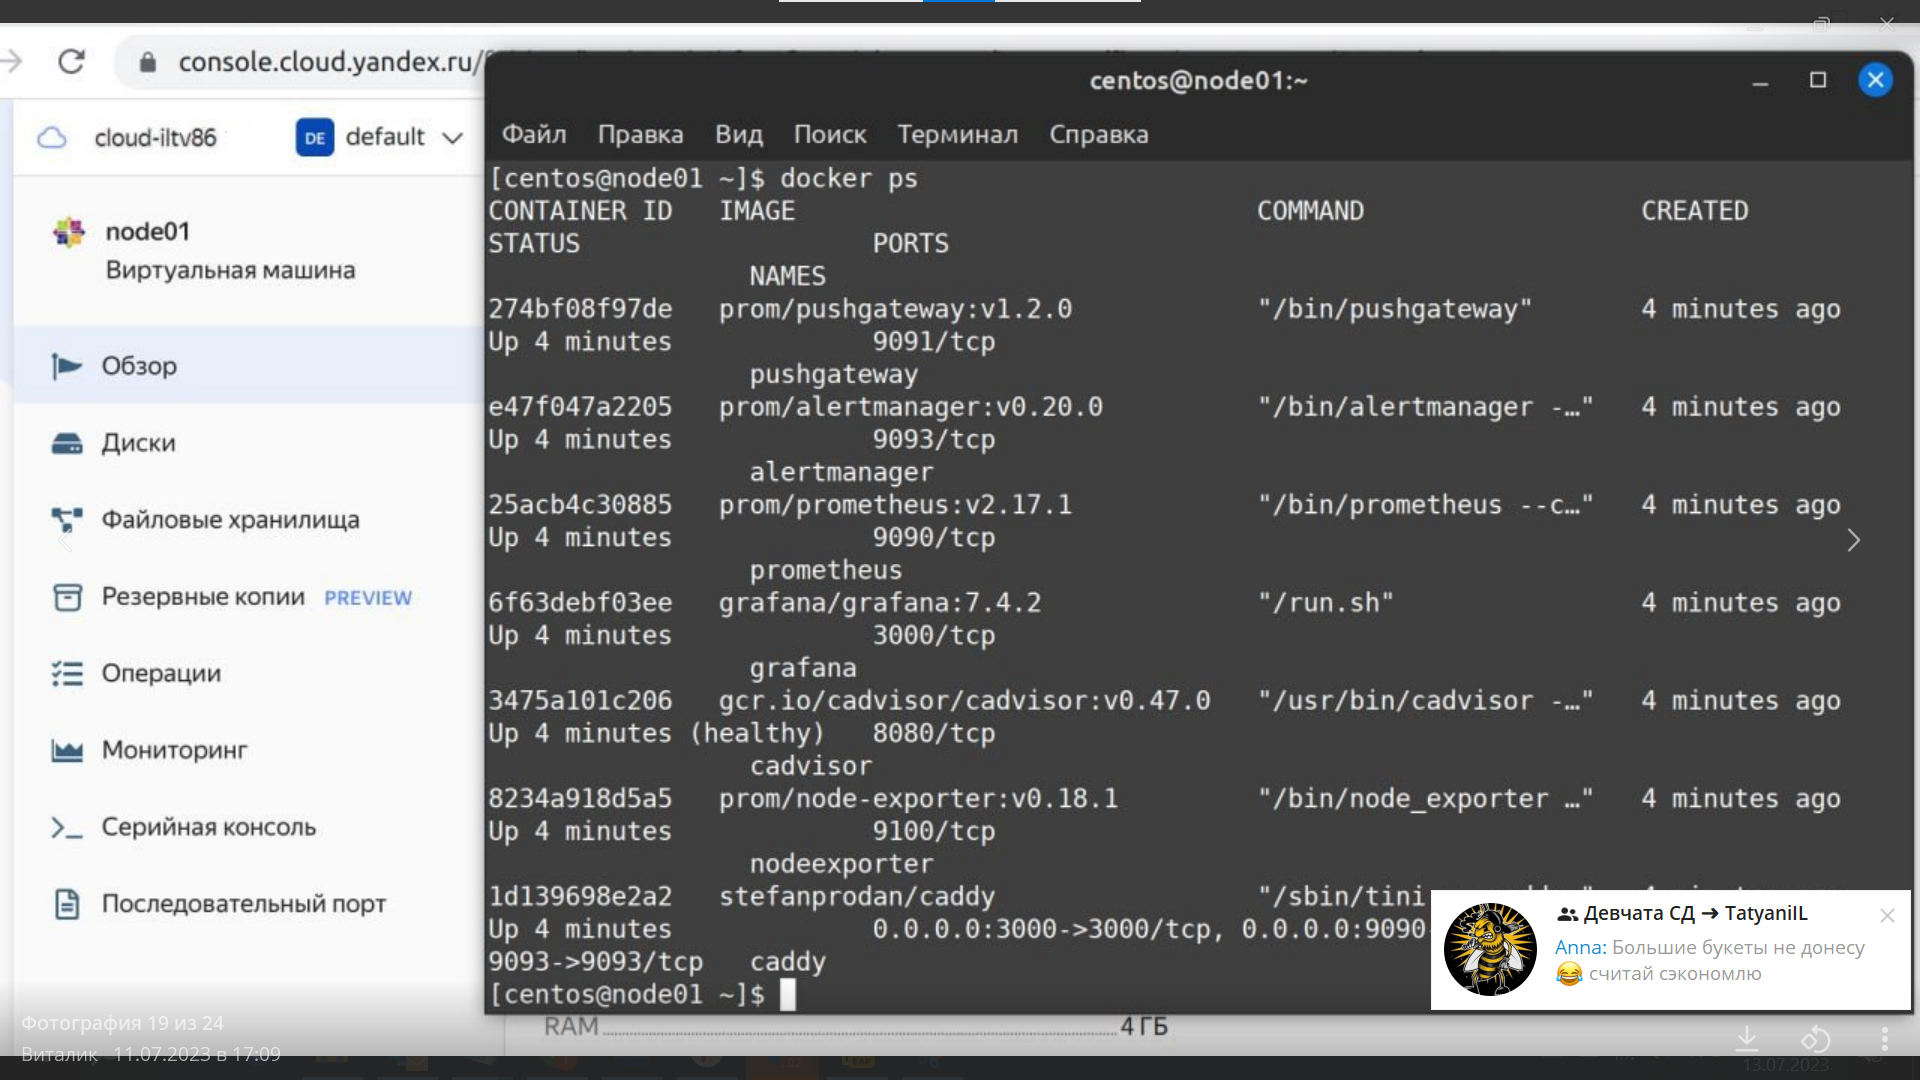 console.cloud.yandex.ru/
centos@node01:~
cloud-iltv86
DE
default
Файл Правка Вид Поиск Терминал Справка
node01
Виртуальная машина
Обзор
Диски
Файловые хранилища
Резервные копии PREVIEW
Операции
Мониторинг
Серийная консоль
Последовательный порт
[centos@node01 ~]$ docker ps
CONTAINER ID IMAGE COMMAND CREATED
STATUS PORTS
NAMES
274bf08f97de prom/pushgateway:v1.2.0 "/bin/pushgateway" 4 minutes ago
Up 4 minutes 9091/tcp
pushgateway
e47f047a2205 prom/alertmanager:v0.20.0 "/bin/alertmanager -…" 4 minutes ago
Up 4 minutes 9093/tcp
alertmanager
25acb4c30885 prom/prometheus:v2.17.1 "/bin/prometheus --c…" 4 minutes ago
Up 4 minutes 9090/tcp
prometheus
6f63debf03ee grafana/grafana:7.4.2 "/run.sh" 4 minutes ago
Up 4 minutes 3000/tcp
grafana
3475a101c206 gcr.io/cadvisor/cadvisor:v0.47.0 "/usr/bin/cadvisor -…" 4 minutes ago
Up 4 minutes (healthy) 8080/tcp
cadvisor
8234a918d5a5 prom/node-exporter:v0.18.1 "/bin/node_exporter …" 4 minutes ago
Up 4 minutes 9100/tcp
nodeexporter
1d139698e2a2 stefanprodan/caddy "/sbin/tini
Up 4 minutes 0.0.0.0:3000->3000/tcp, 0.0.0.0:9090
9093->9093/tcp caddy
[centos@node01 ~]$
Девчата СД ➜ TatyaniIL
Anna: Большие букеты не донесу
😂 считай сэкономлю
RAM 4 ГБ
Фотография 19 из 24
Виталик 11.07.2023 в 17:09
13.07.2023